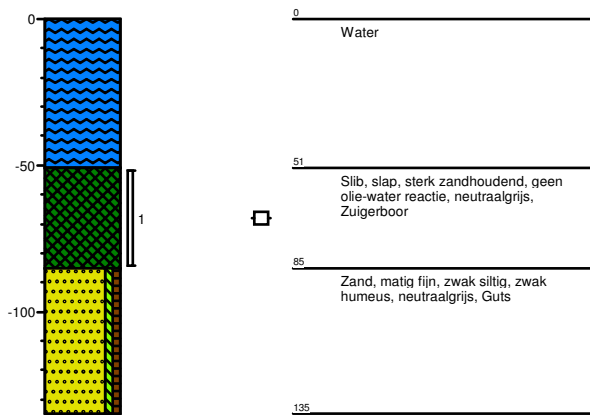 0
0
Water
-50
51
Slib, slap, sterk zandhoudend, geen
olie-water reactie, neutraalgrijs,
Zuigerboor
1
85
Zand, matig fijn, zwak siltig, zwak
humeus, neutraalgrijs, Guts
-100
135